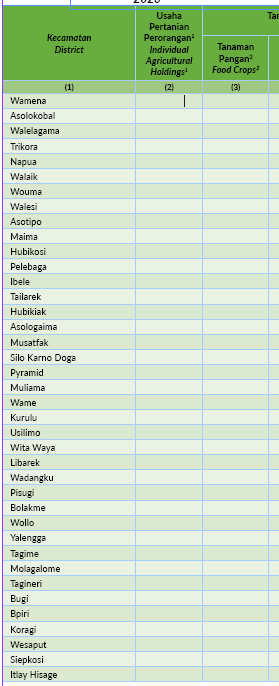 2023
Kecamatan
District
Usaha
Pertanian
Perorangan¹
Individual
Agricultural
Holdings¹
Tanaman
Pangan²
Food Crops²
(1) (2) (3)
Wamena
Asolokobal
Walelagama
Trikora
Napua
Walaik
Wouma
Walesi
Asotipo
Maima
Hubikosi
Pelebaga
Ibele
Tailarek
Hubikiak
Asologaima
Musatfak
Silo Karno Doga
Pyramid
Muliama
Wame
Kurulu
Usilimo
Wita Waya
Libarek
Wadangku
Pisugi
Bolakme
Wollo
Yalengga
Tagime
Molagalome
Tagineri
Bugi
Bpiri
Koragi
Wesaput
Siepkosi
Itlay Hisage